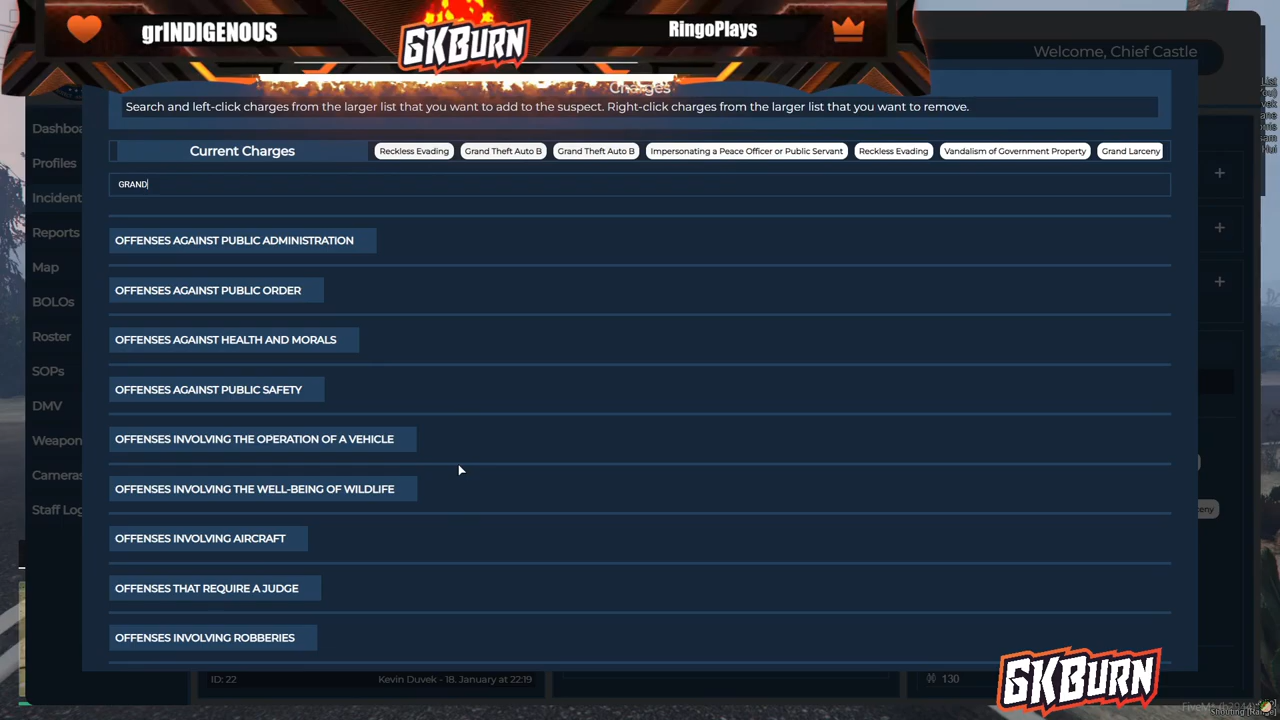 grINDIGENOUS
GKBURN
RingoPlays
Welcome, Chief Castle
Charges
Search and left-click charges from the larger list that you want to add to the suspect. Right-click charges from the larger list that you want to remove.
Current Charges
Reckless Evading
Grand Theft Auto B
Grand Theft Auto B
Impersonating a Peace Officer or Public Servant
Reckless Evading
Vandalism of Government Property
Grand Larceny
GRAND
Dashboa
Profiles
Incident
Reports
Map
BOLOs
Roster
SOPs
DMV
Weapon
Cameras
Staff Log
OFFENSES AGAINST PUBLIC ADMINISTRATION
OFFENSES AGAINST PUBLIC ORDER
OFFENSES AGAINST HEALTH AND MORALS
OFFENSES AGAINST PUBLIC SAFETY
OFFENSES INVOLVING THE OPERATION OF A VEHICLE
OFFENSES INVOLVING THE WELL-BEING OF WILDLIFE
OFFENSES INVOLVING AIRCRAFT
OFFENSES THAT REQUIRE A JUDGE
OFFENSES INVOLVING ROBBERIES
ceny
ID: 22
Kevin Duvek - 18. January at 22:19
130
GKBURN